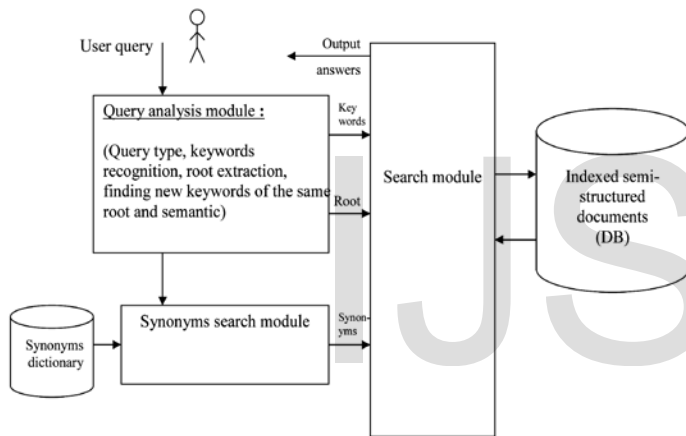 User query
Output
answers
Query analysis module :
(Query type, keywords
recognition, root extraction,
finding new keywords of the same
root and semantic)
Key
words
Root
Search module
Indexed semi-
structured
documents
(DB)
Synonyms search module
Synon-
yms
Synonyms
dictionary
IJS